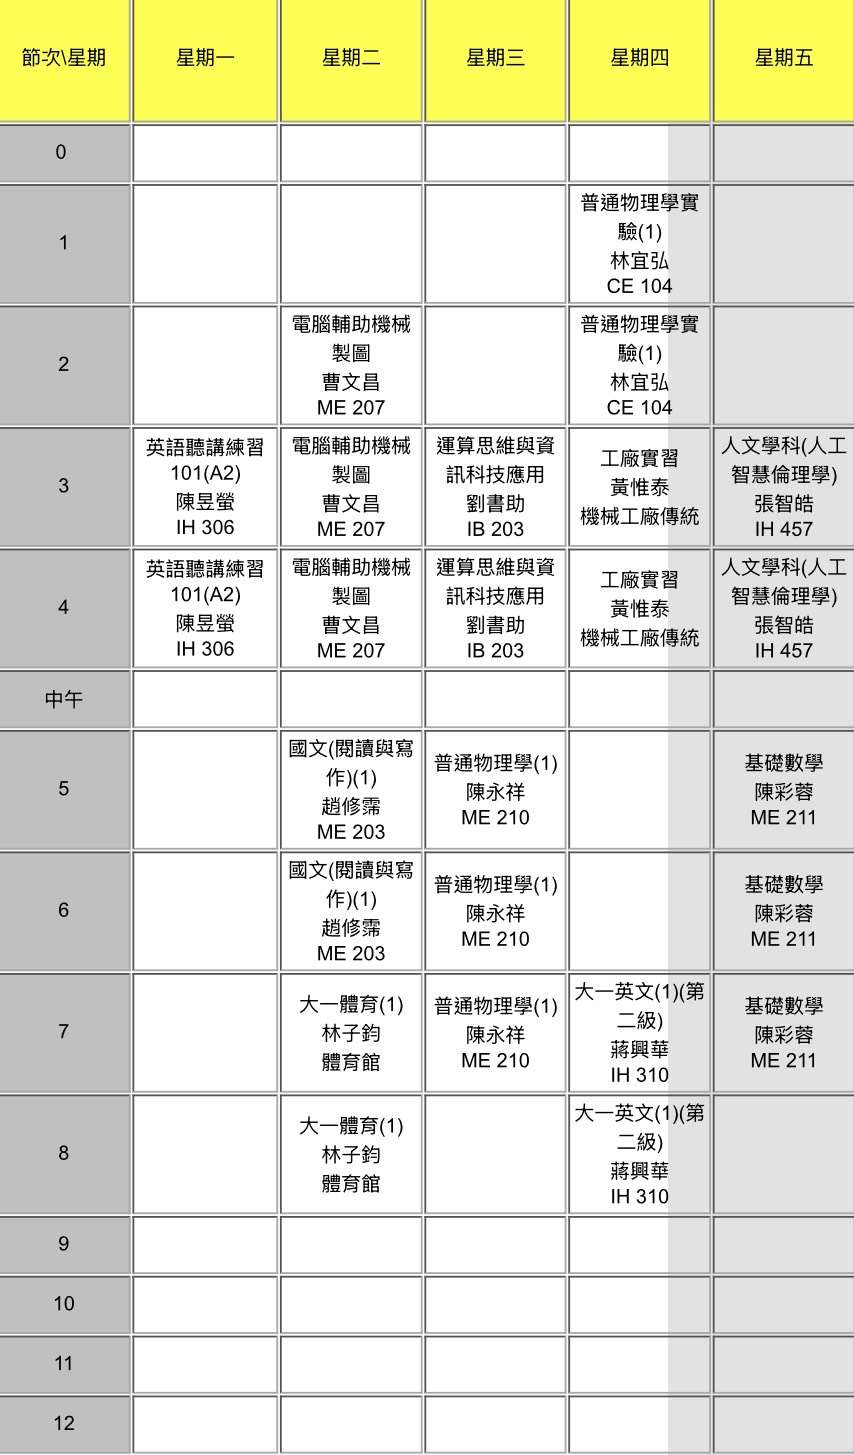 節次\星期 星期一 星期二 星期三 星期四 星期五
0
1
普通物理學實
驗(1)
林宜弘
CE 104
2
電腦輔助機械
製圖
曹文昌
ME 207
普通物理學實
驗(1)
林宜弘
CE 104
3
英語聽講練習
101(A2)
陳昱螢
IH 306
電腦輔助機械
製圖
曹文昌
ME 207
運算思維與資
訊科技應用
劉書助
IB 203
工廠實習
黃惟泰
機械工廠傳統
人文學科(人工
智慧倫理學)
張智皓
IH 457
4
英語聽講練習
101(A2)
陳昱螢
IH 306
電腦輔助機械
製圖
曹文昌
ME 207
運算思維與資
訊科技應用
劉書助
IB 203
工廠實習
黃惟泰
機械工廠傳統
人文學科(人工
智慧倫理學)
張智皓
IH 457
中午
5
國文(閱讀與寫
作)(1)
趙修霈
ME 203
普通物理學(1)
陳永祥
ME 210
基礎數學
陳彩蓉
ME 211
6
國文(閱讀與寫
作)(1)
趙修霈
ME 203
普通物理學(1)
陳永祥
ME 210
基礎數學
陳彩蓉
ME 211
7
大一體育(1)
林子鈞
體育館
普通物理學(1)
陳永祥
ME 210
大一英文(1)(第
二級)
蔣興華
IH 310
基礎數學
陳彩蓉
ME 211
8
大一體育(1)
林子鈞
體育館
大一英文(1)(第
二級)
蔣興華
IH 310
9
10
11
12